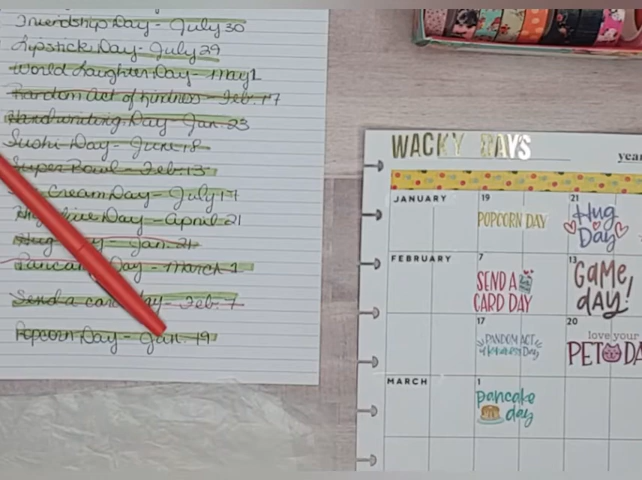 Friendship Day - July 30
Lipstick Day - July 29
World Laughter Day - May 1
Random Act of kindness - Feb. 17
Handwriting Day - Jan. 23
Sushi Day - June 18
Super Bowl - Feb. 13
Cream Day - July 17
Day - April 21
Hug Day - Jan. 21
Pancake Day - March 1
Send a card Day - Feb. 7
Popcorn Day - Jan. 19
WACKY DAYS
year
JANUARY
19
POPCORN DAY
21
Hug Day
FEBRUARY
7
SEND A CARD DAY
13
GAME day!
17
RANDOM ACT of kindness Day
20
love your PET DA
MARCH
1
pancake day